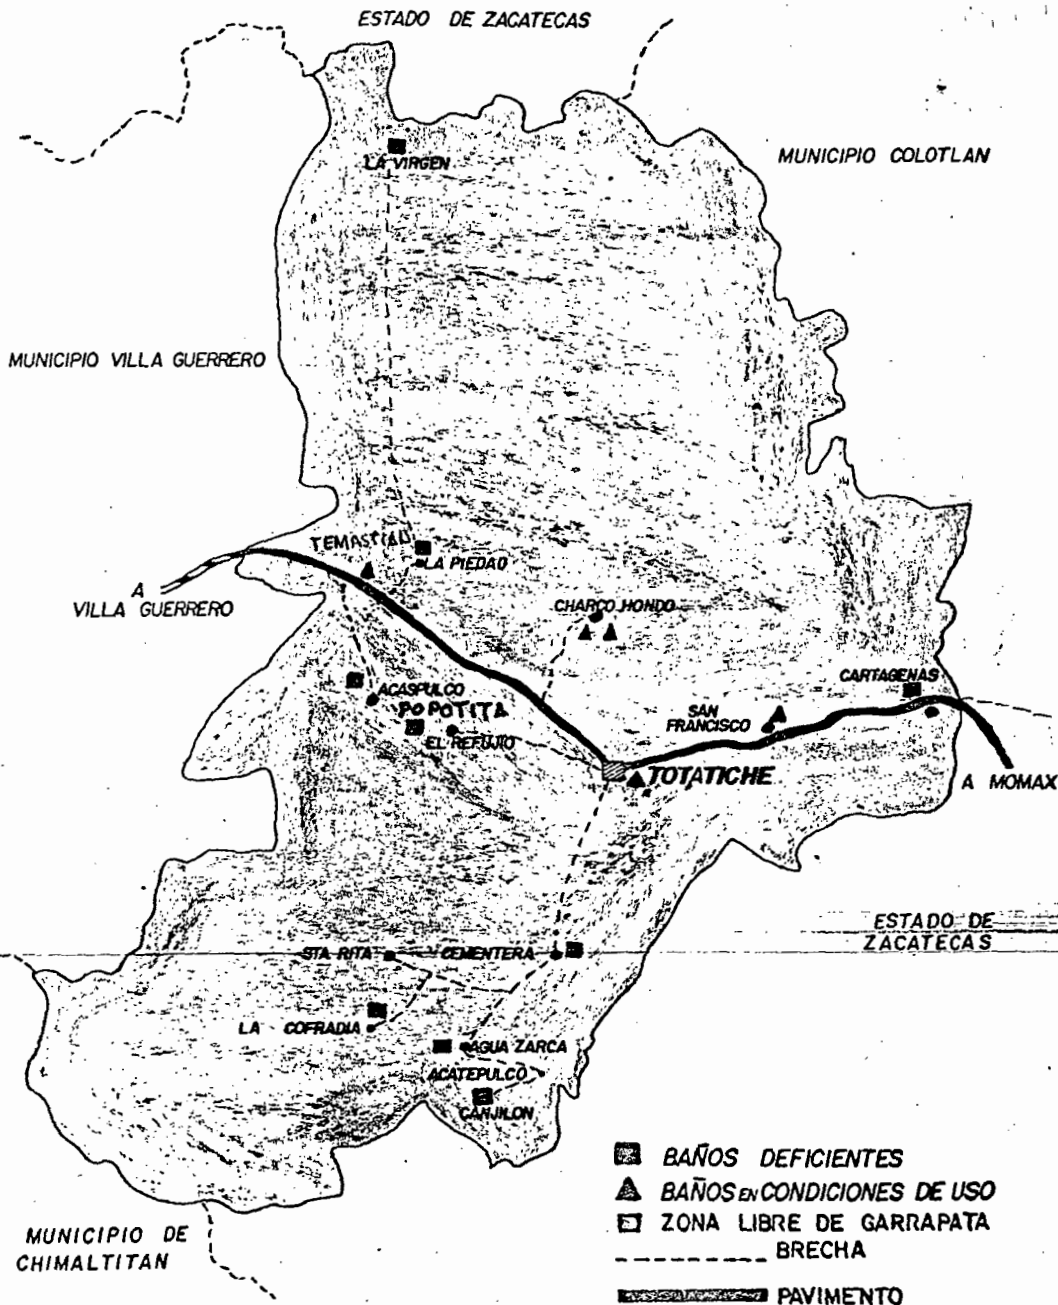 ESTADO DE ZACATECAS
MUNICIPIO COLOTLAN
LA VIRGEN
MUNICIPIO VILLA GUERRERO
LA PIEDAD
A
VILLA GUERRERO
CHARCO HONDO
CARTAGENAS
ACASPULCO
POPOTITA
SAN
FRANCISCO
EL REFUJIO
TOTATICHE
A MOMAX
ESTADO DE
ZACATECAS
STA RITA
CEMENTERA
LA COFRADIA
AGUA ZARCA
ACATEPULCO
CANJILON
BAÑOS DEFICIENTES
BAÑOS EN CONDICIONES DE USO
ZONA LIBRE DE GARRAPATA
BRECHA
PAVIMENTO
MUNICIPIO DE
CHIMALTITAN